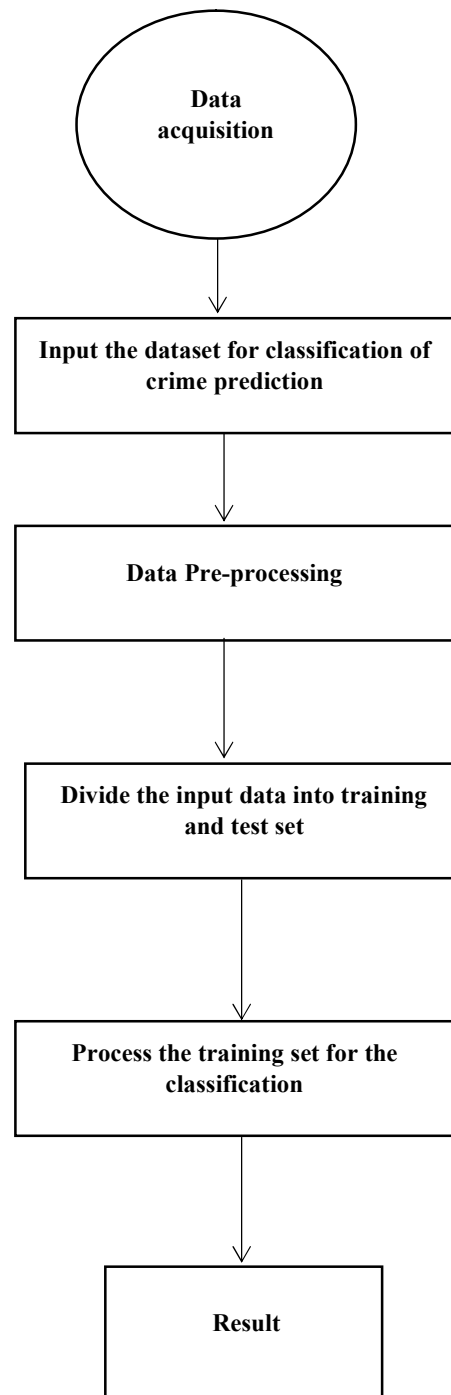 Data
acquisition
Input the dataset for classification of
crime prediction
Data Pre-processing
Divide the input data into training
and test set
Process the training set for the
classification
Result